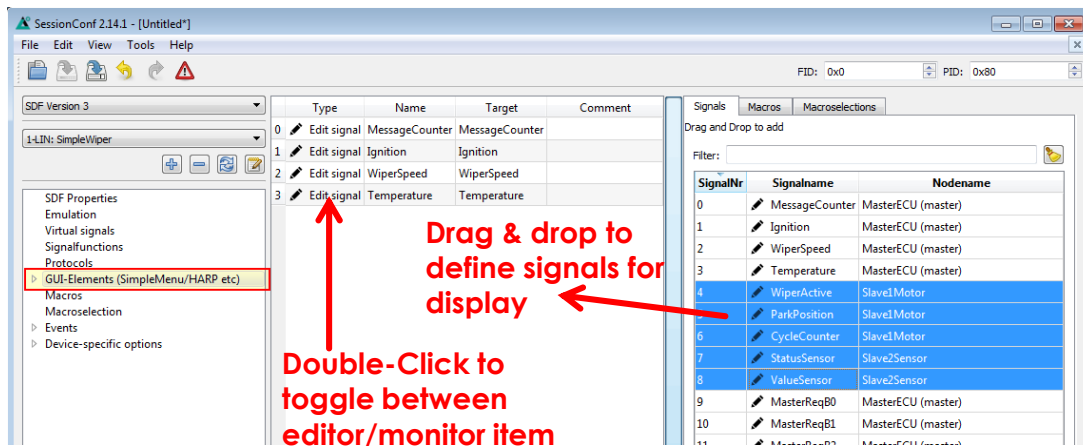 SessionConf 2.14.1 - [Untitled*]
File Edit View Tools Help
FID: 0x0 PID: 0x80
SDF Version 3
1-LIN: SimpleWiper
SDF Properties
Emulation
Virtual signals
Signalfunctions
Protocols
GUI-Elements (SimpleMenu/HARP etc)
Macros
Macroselection
Events
Device-specific options
Type Name Target Comment
0 Edit signal MessageCounter MessageCounter
1 Edit signal Ignition Ignition
2 Edit signal WiperSpeed WiperSpeed
3 Edit signal Temperature Temperature
Drag & drop to
define signals for
display
Double-Click to
toggle between
editor/monitor item
Signals Macros Macroselections
Drag and Drop to add
Filter:
SignalNr Signalname Nodename
0 MessageCounter MasterECU (master)
1 Ignition MasterECU (master)
2 WiperSpeed MasterECU (master)
3 Temperature MasterECU (master)
4 WiperActive Slave1Motor
ParkPosition Slave1Motor
6 CycleCounter Slave1Motor
7 StatusSensor Slave2Sensor
8 ValueSensor Slave2Sensor
9 MasterReqB0 MasterECU (master)
10 MasterReqB1 MasterECU (master)